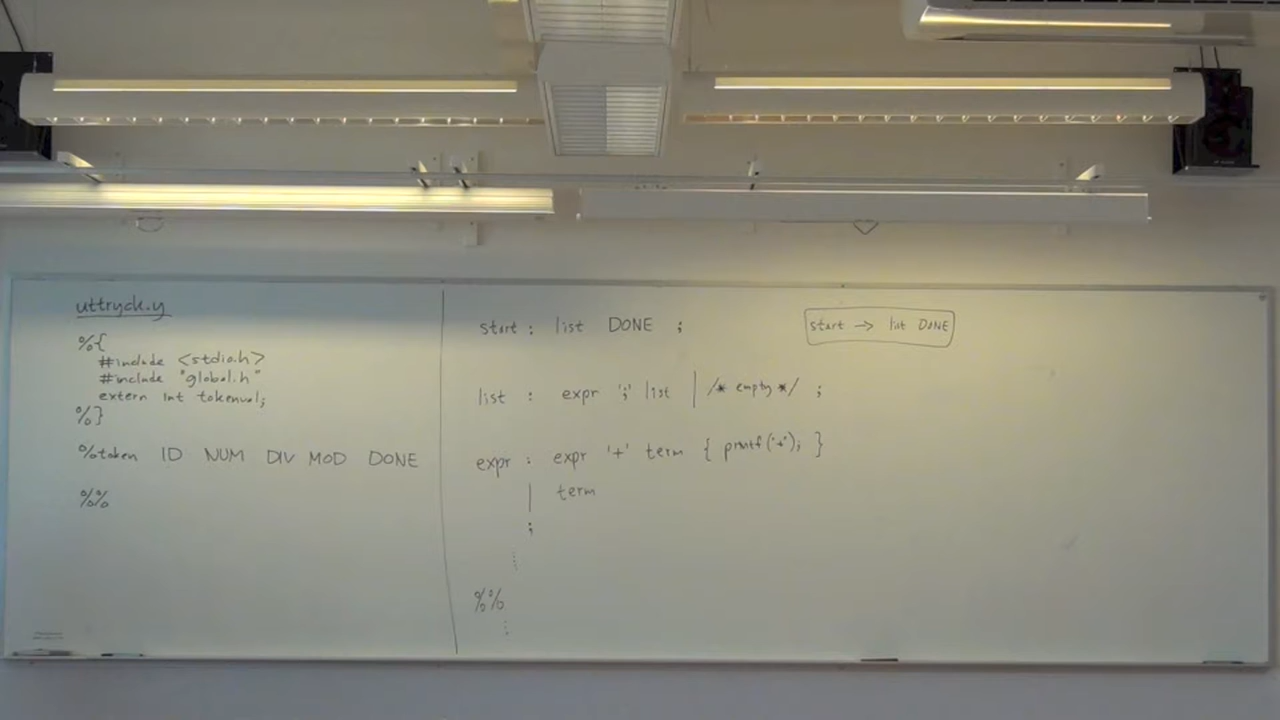 uttryck.y
%{
#include <stdio.h>
#include "global.h"
extern int tokenval;
%}
%token ID NUM DIV MOD DONE
%%
start : list DONE ;
start → list DONE
list : expr ';' list | /* empty */ ;
expr : expr '+' term { printf("+"); }
| term
;
⋮
%%
⋮